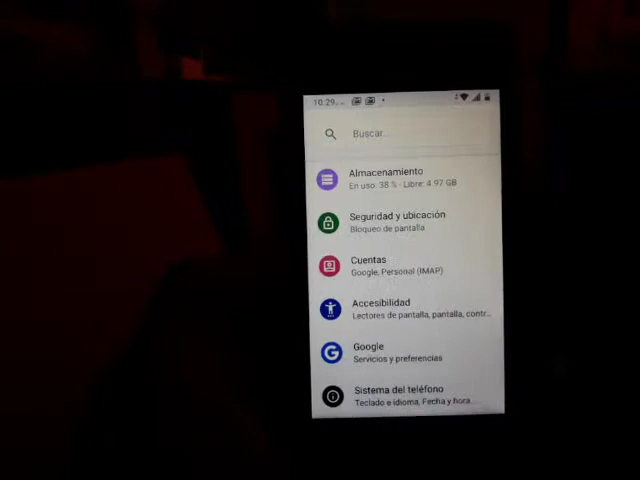 10:29
Buscar...
Almacenamiento
En uso: 38 % - Libre: 4.97 GB
Seguridad y ubicación
Bloqueo de pantalla
Cuentas
Google, Personal (IMAP)
Accesibilidad
Lectores de pantalla, pantalla, contr...
Google
Servicios y preferencias
Sistema del teléfono
Teclado e idioma, Fecha y hora...